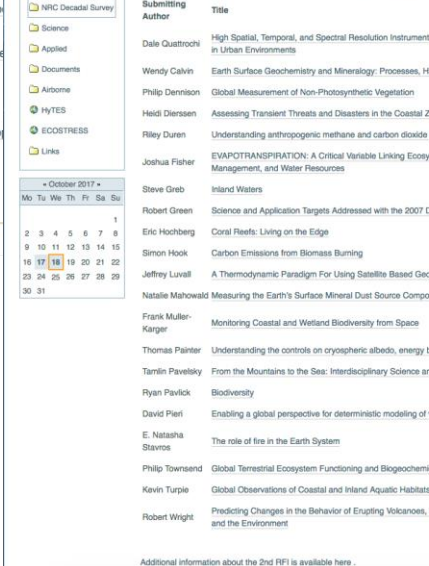 NRC Decadal Survey
Science
Applied
Documents
Airborne
HyTES
ECOSTRESS
Links
« October 2017 »
Mo Tu We Th Fr Sa Su
1
2 3 4 5 6 7 8
9 10 11 12 13 14 15
16 17 18 19 20 21 22
23 24 25 26 27 28 29
30 31
Submitting
Author
Title
Dale Quattrochi
High Spatial, Temporal, and Spectral Resolution Instrument
in Urban Environments
Wendy Calvin
Earth Surface Geochemistry and Mineralogy: Processes, H
Philip Dennison
Global Measurement of Non-Photosynthetic Vegetation
Heidi Dierssen
Assessing Transient Threats and Disasters in the Coastal Z
Riley Duren
Understanding anthropogenic methane and carbon dioxide
Joshua Fisher
EVAPOTRANSPIRATION: A Critical Variable Linking Ecosy
Management, and Water Resources
Steve Greb
Inland Waters
Robert Green
Science and Application Targets Addressed with the 2007 D
Eric Hochberg
Coral Reefs: Living on the Edge
Simon Hook
Carbon Emissions from Biomass Burning
Jeffrey Luvall
A Thermodynamic Paradigm For Using Satellite Based Geo
Natalie Mahowald
Measuring the Earth's Surface Mineral Dust Source Compo
Frank Muller-
Karger
Monitoring Coastal and Wetland Biodiversity from Space
Thomas Painter
Understanding the controls on cryospheric albedo, energy b
Tamlin Pavelsky
From the Mountains to the Sea: Interdisciplinary Science an
Ryan Pavlick
Biodiversity
David Pieri
Enabling a global perspective for deterministic modeling of
E. Natasha
Stavros
The role of fire in the Earth System
Philip Townsend
Global Terrestrial Ecosystem Functioning and Biogeochemi
Kevin Turpie
Global Observations of Coastal and Inland Aquatic Habitats
Robert Wright
Predicting Changes in the Behavior of Erupting Volcanoes,
and the Environment
Additional information about the 2nd RFI is available here .